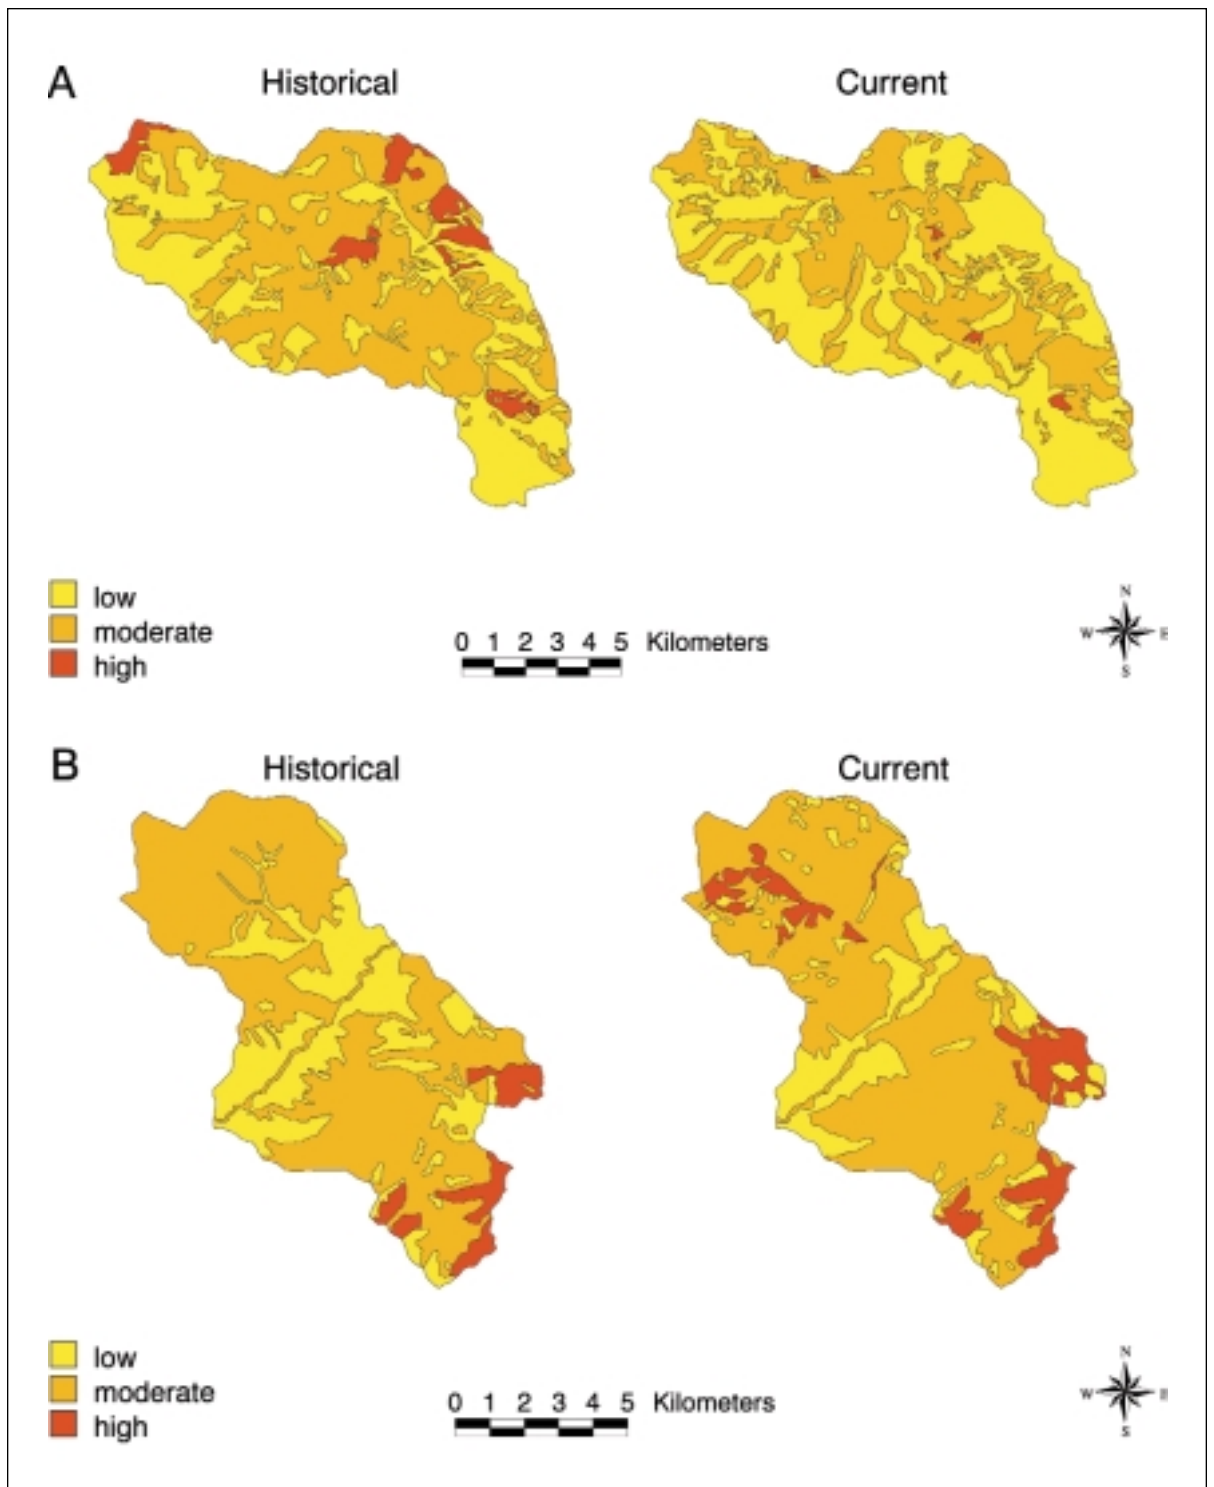 A
Historical Current
low
moderate
high
0 1 2 3 4 5 Kilometers
N
W E
S
B
Historical Current
low
moderate
high
0 1 2 3 4 5 Kilometers
N
W E
S